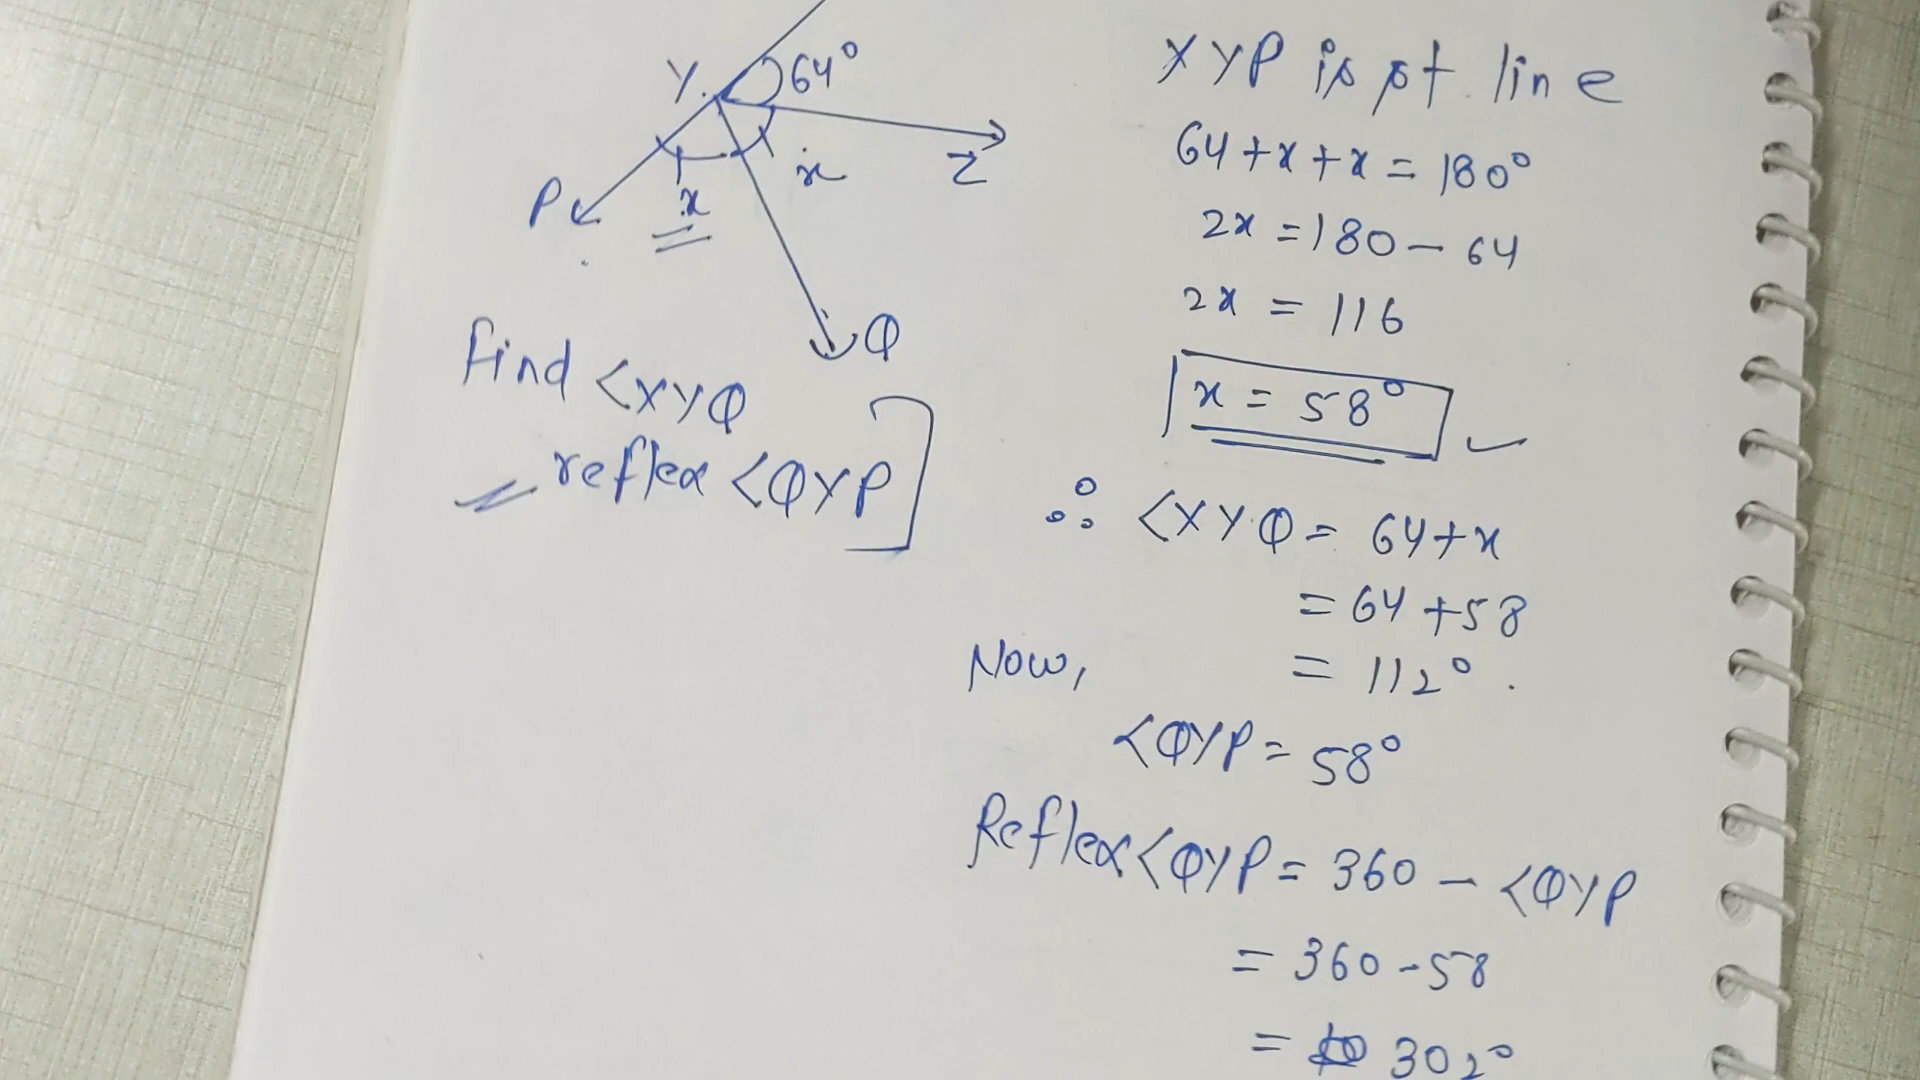 Y.
64°
x
Z
P
x
Q
Find <XYQ
reflex <QYP
XYP is st. line
64+x+x=180°
2x=180-64
2x = 116
x = 58°
∴ <XYQ = 64+x
= 64+58
Now,
= 112°.
<QYP = 58°
Reflex <QYP = 360 - <QYP
= 360-58
= 302°